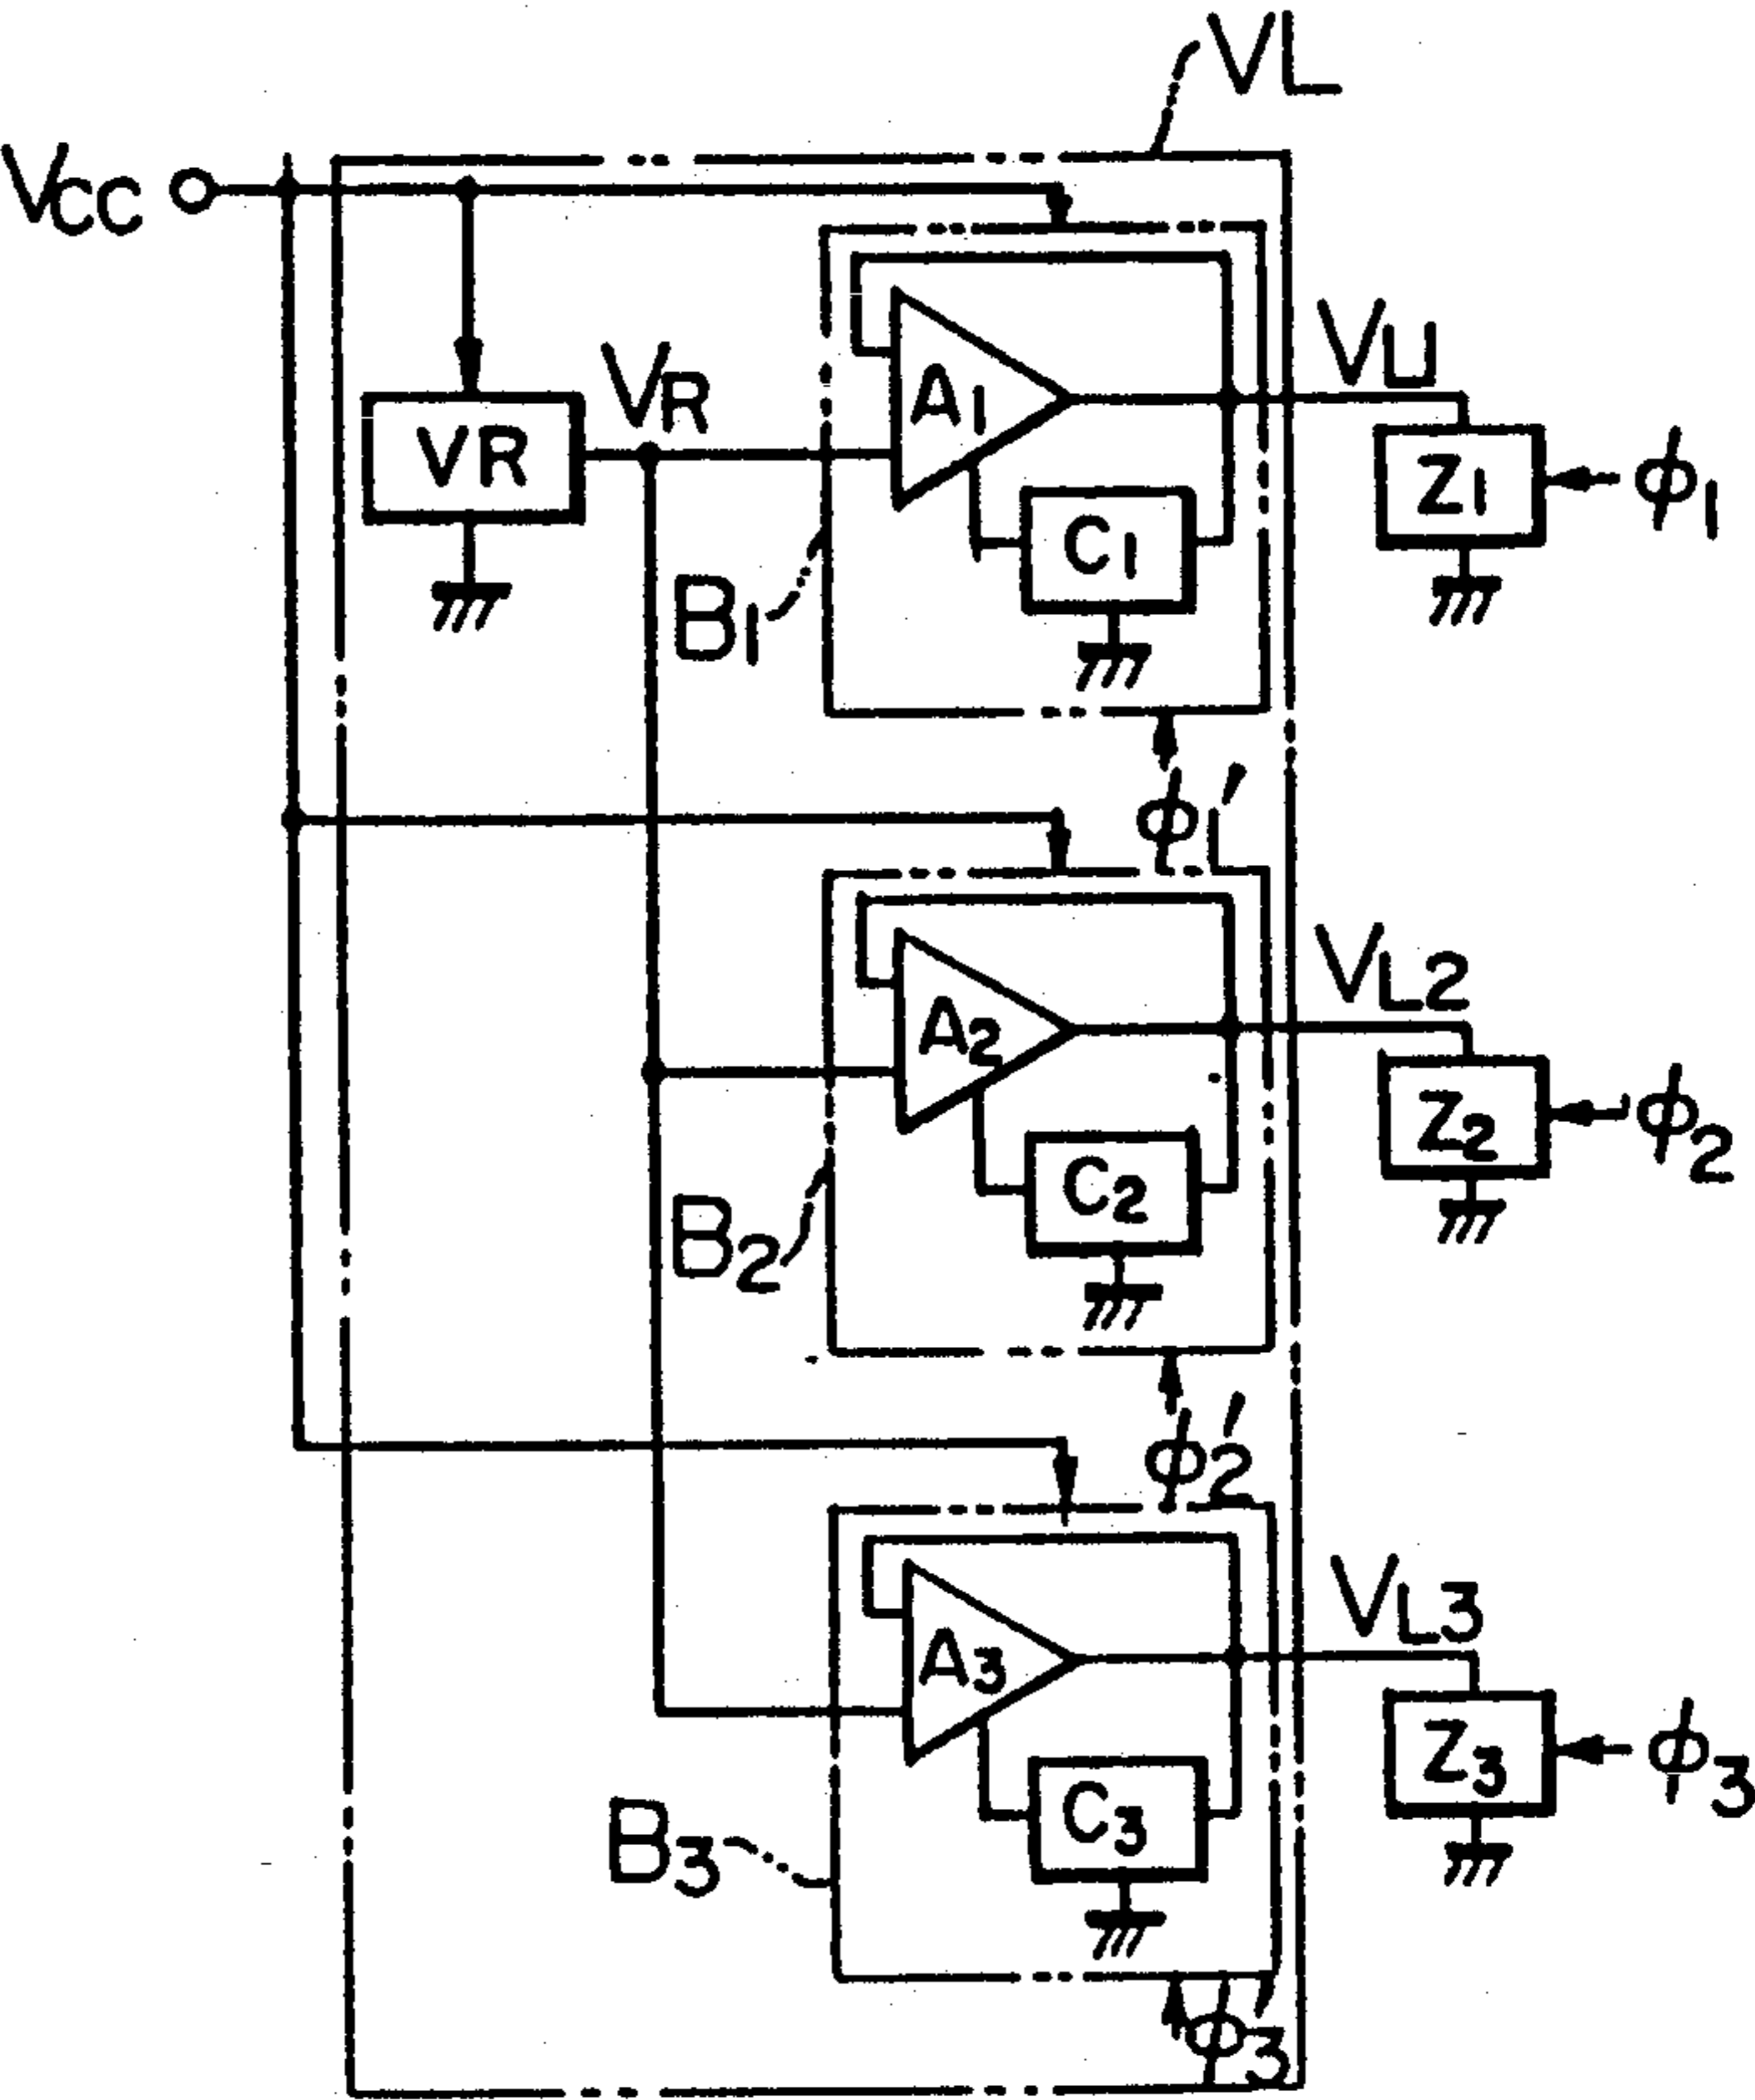 VL
VCC
VR
VR
A1
C1
B1
VL1
Z1
ϕ1
ϕ1'
A2
C2
B2
VL2
Z2
ϕ2
ϕ2'
A3
C3
B3
VL3
Z3
ϕ3
ϕ3'